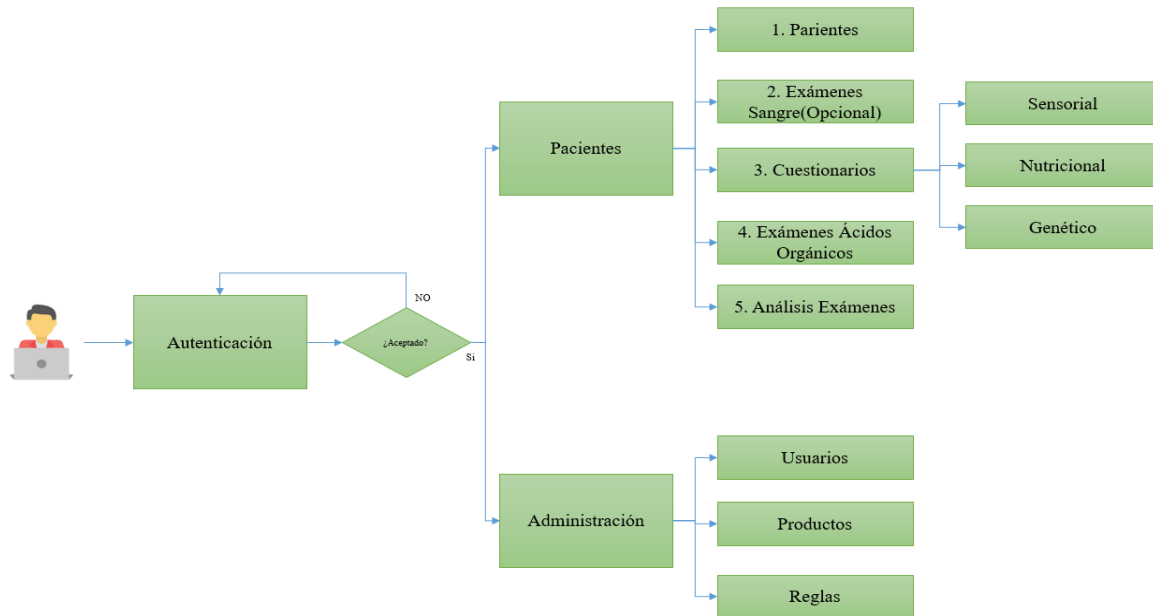 1. Parientes
2. Exámenes
Sangre(Opcional)
Sensorial
Pacientes
3. Cuestionarios
Nutricional
4. Exámenes Ácidos
Orgánicos
Genético
5. Análisis Exámenes
NO
Autenticación
¿Aceptado?
Si
Usuarios
Administración
Productos
Reglas